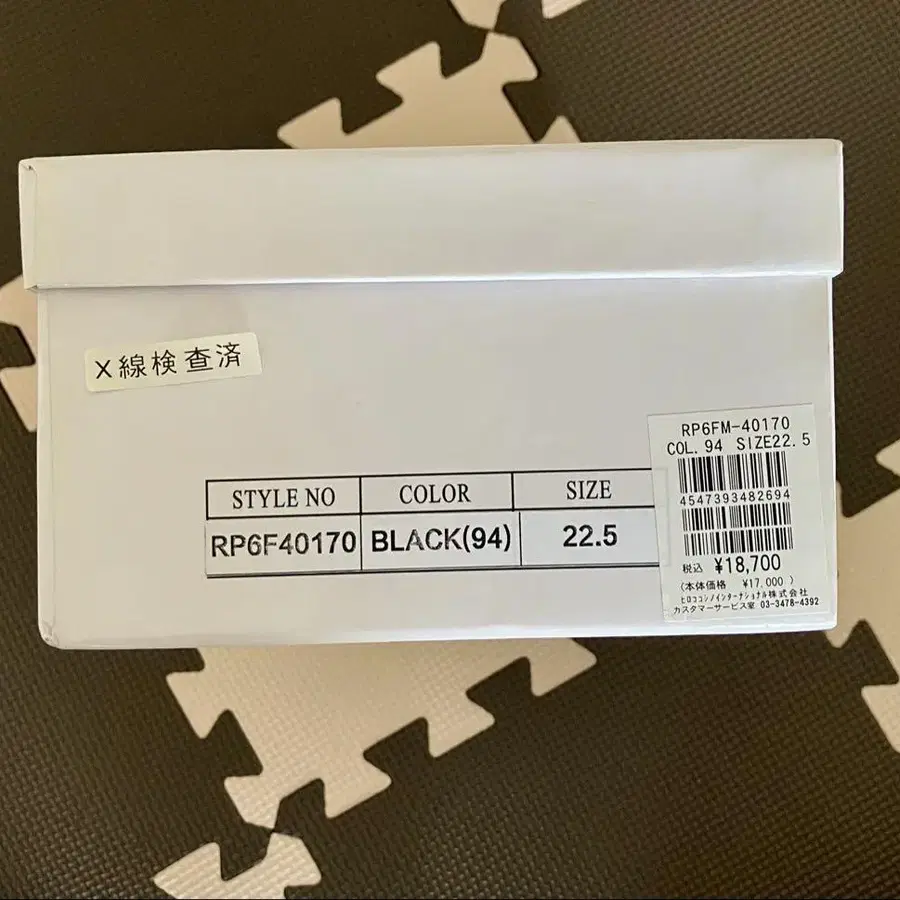 X線検査済
STYLE NO COLOR SIZE
RP6F40170 BLACK(94) 22.5
RP6FM-40170
COL. 94 SIZE22.5
4547393482694
税込 ¥18,700
(本体価格 ¥17,000 )
ヒロココシノインターナショナル株式会社
カスタマーサービス室 03-3478-4392